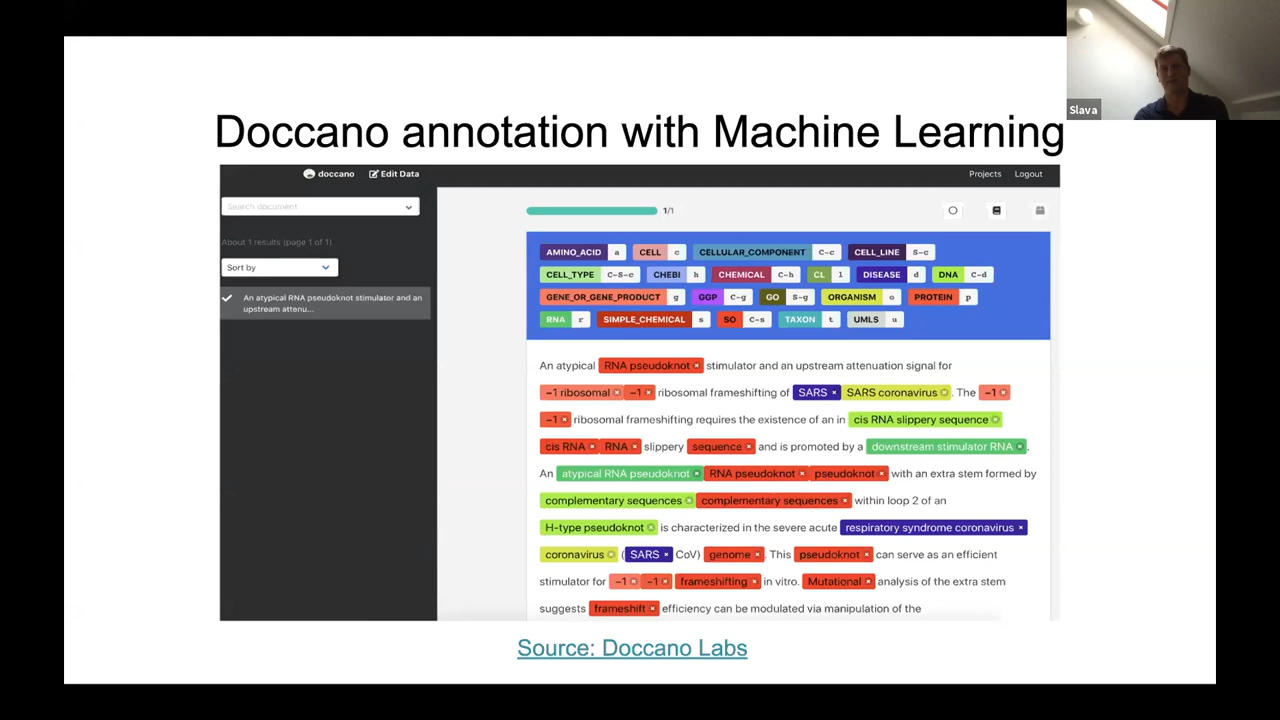 Slava
Doccano annotation with Machine Learning
doccano Edit Data Projects Logout
Search document
About 1 results (page 1 of 1)
Sort by
An atypical RNA pseudoknot stimulator and an
upstream attenu...
1/1
AMINO_ACID a CELL c CELLULAR_COMPONENT C-c CELL_LINE S-c
CELL_TYPE C-S-c CHEBI h CHEMICAL C-h CL l DISEASE d DNA C-d
GENE_OR_GENE_PRODUCT g GGP C-g GO S-g ORGANISM o PROTEIN p
RNA r SIMPLE_CHEMICAL s SO C-s TAXON t UMLS u
An atypical RNA pseudoknot stimulator and an upstream attenuation signal for
−1 ribosomal −1 ribosomal frameshifting of SARS SARS coronavirus . The −1
−1 ribosomal frameshifting requires the existence of an in cis RNA slippery sequence
cis RNA RNA slippery sequence and is promoted by a downstream stimulator RNA .
An atypical RNA pseudoknot RNA pseudoknot pseudoknot with an extra stem formed by
complementary sequences complementary sequences within loop 2 of an
H-type pseudoknot is characterized in the severe acute respiratory syndrome coronavirus
coronavirus ( SARS CoV) genome . This pseudoknot can serve as an efficient
stimulator for −1 −1 frameshifting in vitro. Mutational analysis of the extra stem
suggests frameshift efficiency can be modulated via manipulation of the
Source: Doccano Labs